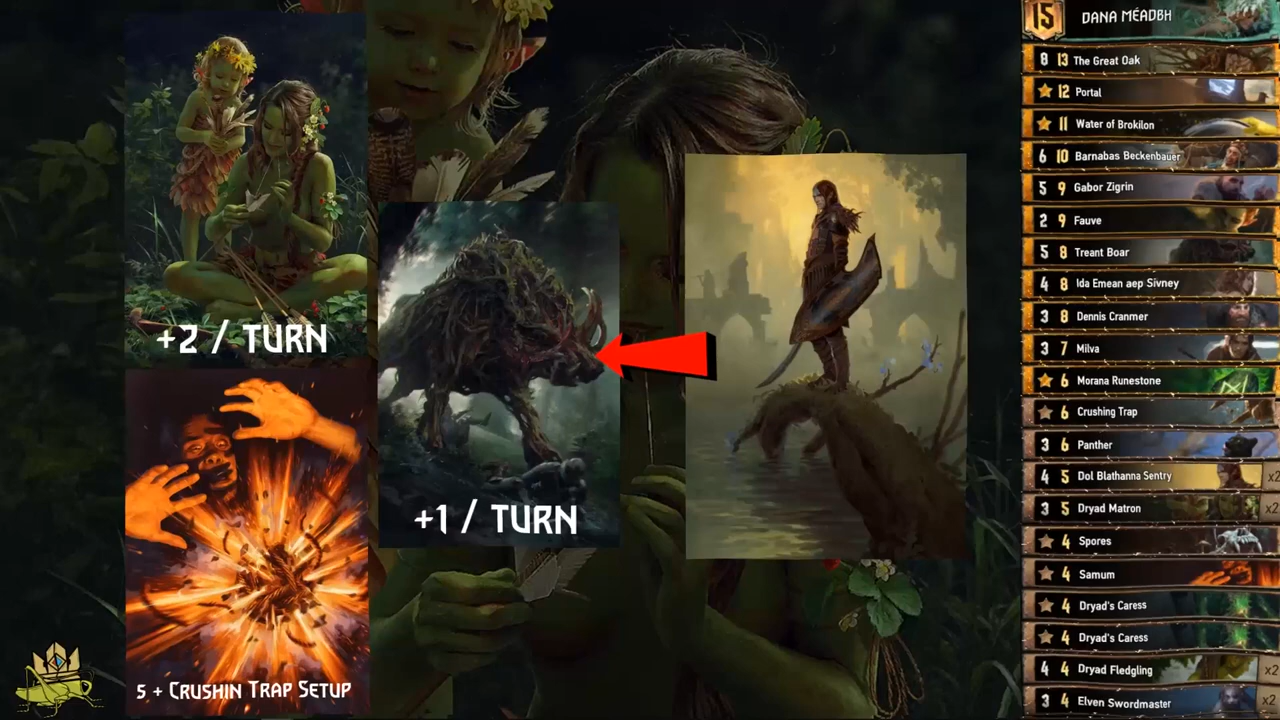 +2 / TURN
5 + CRUSHIN TRAP SETUP
+1 / TURN
15 DANA MÉADBH
8 13 The Great Oak
12 Portal
11 Water of Brokilon
6 10 Barnabas Beckenbauer
5 9 Gabor Zigrin
2 9 Fauve
5 8 Treant Boar
4 8 Ida Emean aep Sivney
3 8 Dennis Cranmer
3 7 Milva
6 Morana Runestone
6 Crushing Trap
3 6 Panther
4 5 Dol Blathanna Sentry x2
3 5 Dryad Matron x2
4 Spores
4 Samum
4 Dryad's Caress
4 Dryad's Caress
4 4 Dryad Fledgling x2
3 4 Elven Swordmaster x2